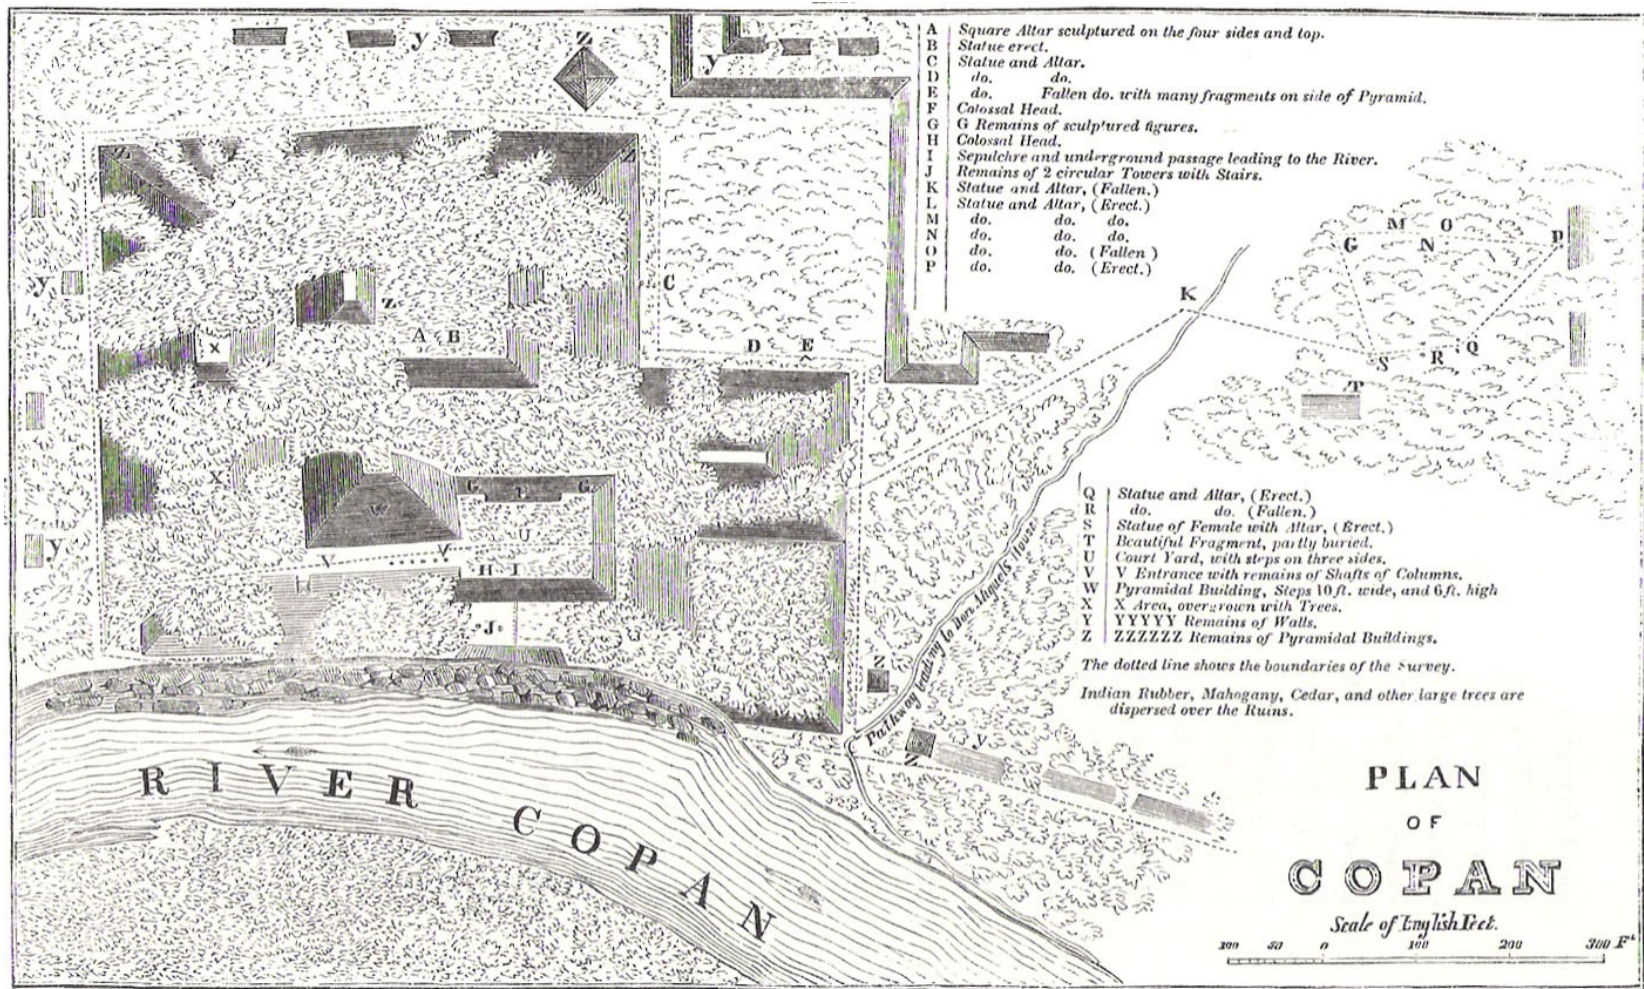 A Square Altar sculptured on the four sides and top.
B Statue erect.
C Statue and Altar.
D do. do.
E do. Fallen do. with many fragments on side of Pyramid.
F Colossal Head.
G G Remains of sculptured figures.
H Colossal Head.
I Sepulchre and underground passage leading to the River.
J Remains of 2 circular Towers with Stairs.
K Statue and Altar, (Fallen.)
L Statue and Altar, (Erect.)
M do. do. do.
N do. do. do.
O do. do. (Fallen)
P do. do. (Erect.)
Q Statue and Altar, (Erect.)
R do. do. (Fallen.)
S Statue of Female with Altar, (Erect.)
T Beautiful Fragment, partly buried.
U Court Yard, with steps on three sides.
V V Entrance with remains of Shafts of Columns.
W Pyramidal Building, Steps 10 ft. wide, and 6 ft. high
X X Area, overgrown with Trees.
Y YYYYY Remains of Walls.
Z ZZZZZZ Remains of Pyramidal Buildings.
The dotted line shows the boundaries of the Survey.
Indian Rubber, Mahogany, Cedar, and other large trees are
dispersed over the Ruins.
PLAN
OF
COPAN
Scale of English Feet.
100 50 0 100 200 300 Ft
y Z
y
Z Z
y Z C
A B D E
X
X
G G
W U
V V
H I
J
y
Z
Z y
K
G M N O P
S R Q
T
Pathway leading to Don Miguels house
RIVER COPAN